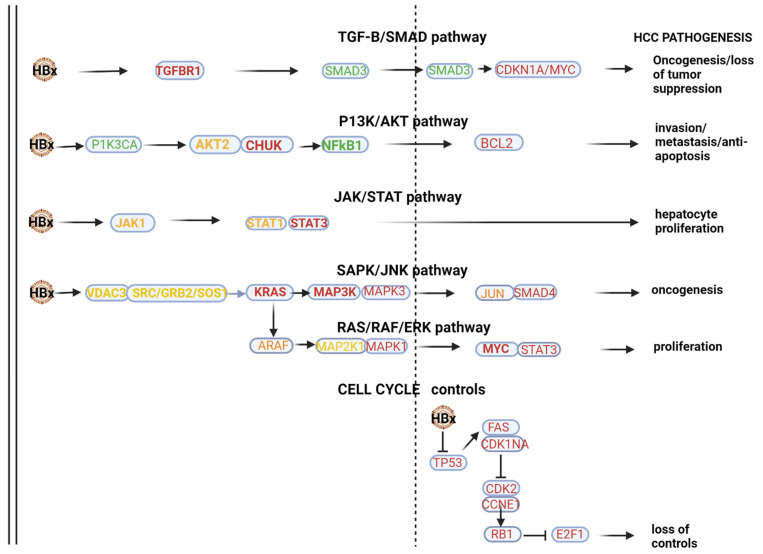 TGF-B/SMAD pathway
HCC PATHOGENESIS
HBx
TGFBR1
SMAD3
SMAD3
CDKN1A/MYC
Oncogenesis/loss
of tumor
suppression
P13K/AKT pathway
HBx
P1K3CA
AKT2
CHUK
NFkB1
BCL2
invasion/
metastasis/anti-
apoptosis
JAK/STAT pathway
HBx
JAK1
STAT1
STAT3
hepatocyte
proliferation
SAPK/JNK pathway
HBx
VDAC3
SRC/GRB2/SOS1
KRAS
MAP3K
MAPK3
JUN
SMAD4
oncogenesis
RAS/RAF/ERK pathway
ARAF
MAP2K1
MAPK1
MYC
STAT3
proliferation
CELL CYCLE controls
HBx
FAS
CDK1NA
TP53
CDK2
CCNE1
RB1
E2F1
loss of
controls